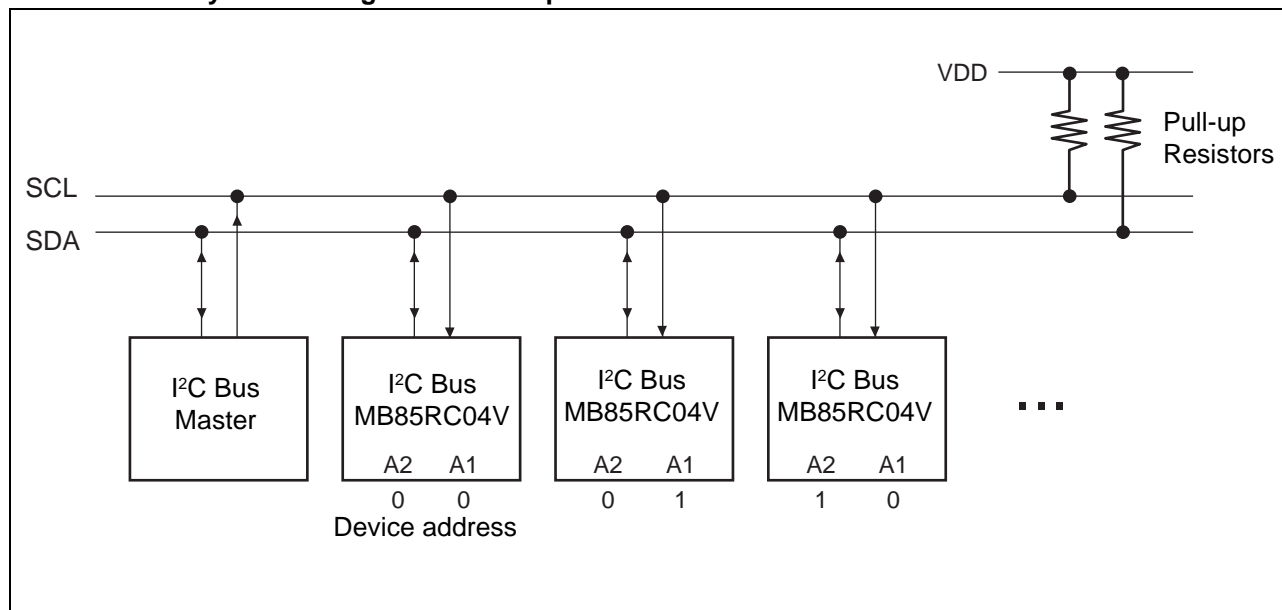 VDD
Pull-up
Resistors
SCL
SDA
I²C Bus
Master
I²C Bus
MB85RC04V
A2 A1
0 0
Device address
I²C Bus
MB85RC04V
A2 A1
0 1
I²C Bus
MB85RC04V
A2 A1
1 0
...